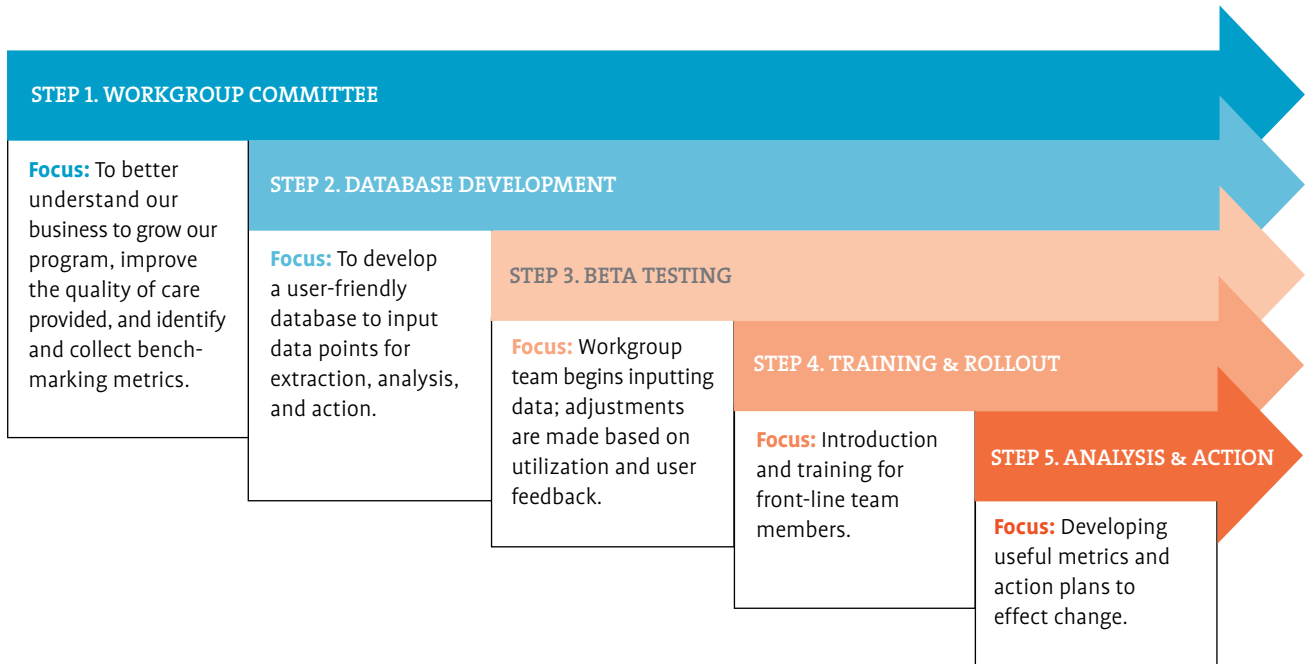 STEP 1. WORKGROUP COMMITTEE
Focus: To better
understand our
business to grow our
program, improve
the quality of care
provided, and identify
and collect bench-
marking metrics.
STEP 2. DATABASE DEVELOPMENT
Focus: To develop
a user-friendly
database to input
data points for
extraction, analysis,
and action.
STEP 3. BETA TESTING
Focus: Workgroup
team begins inputting
data; adjustments
are made based on
utilization and user
feedback.
STEP 4. TRAINING & ROLLOUT
Focus: Introduction
and training for
front-line team
members.
STEP 5. ANALYSIS & ACTION
Focus: Developing
useful metrics and
action plans to
effect change.